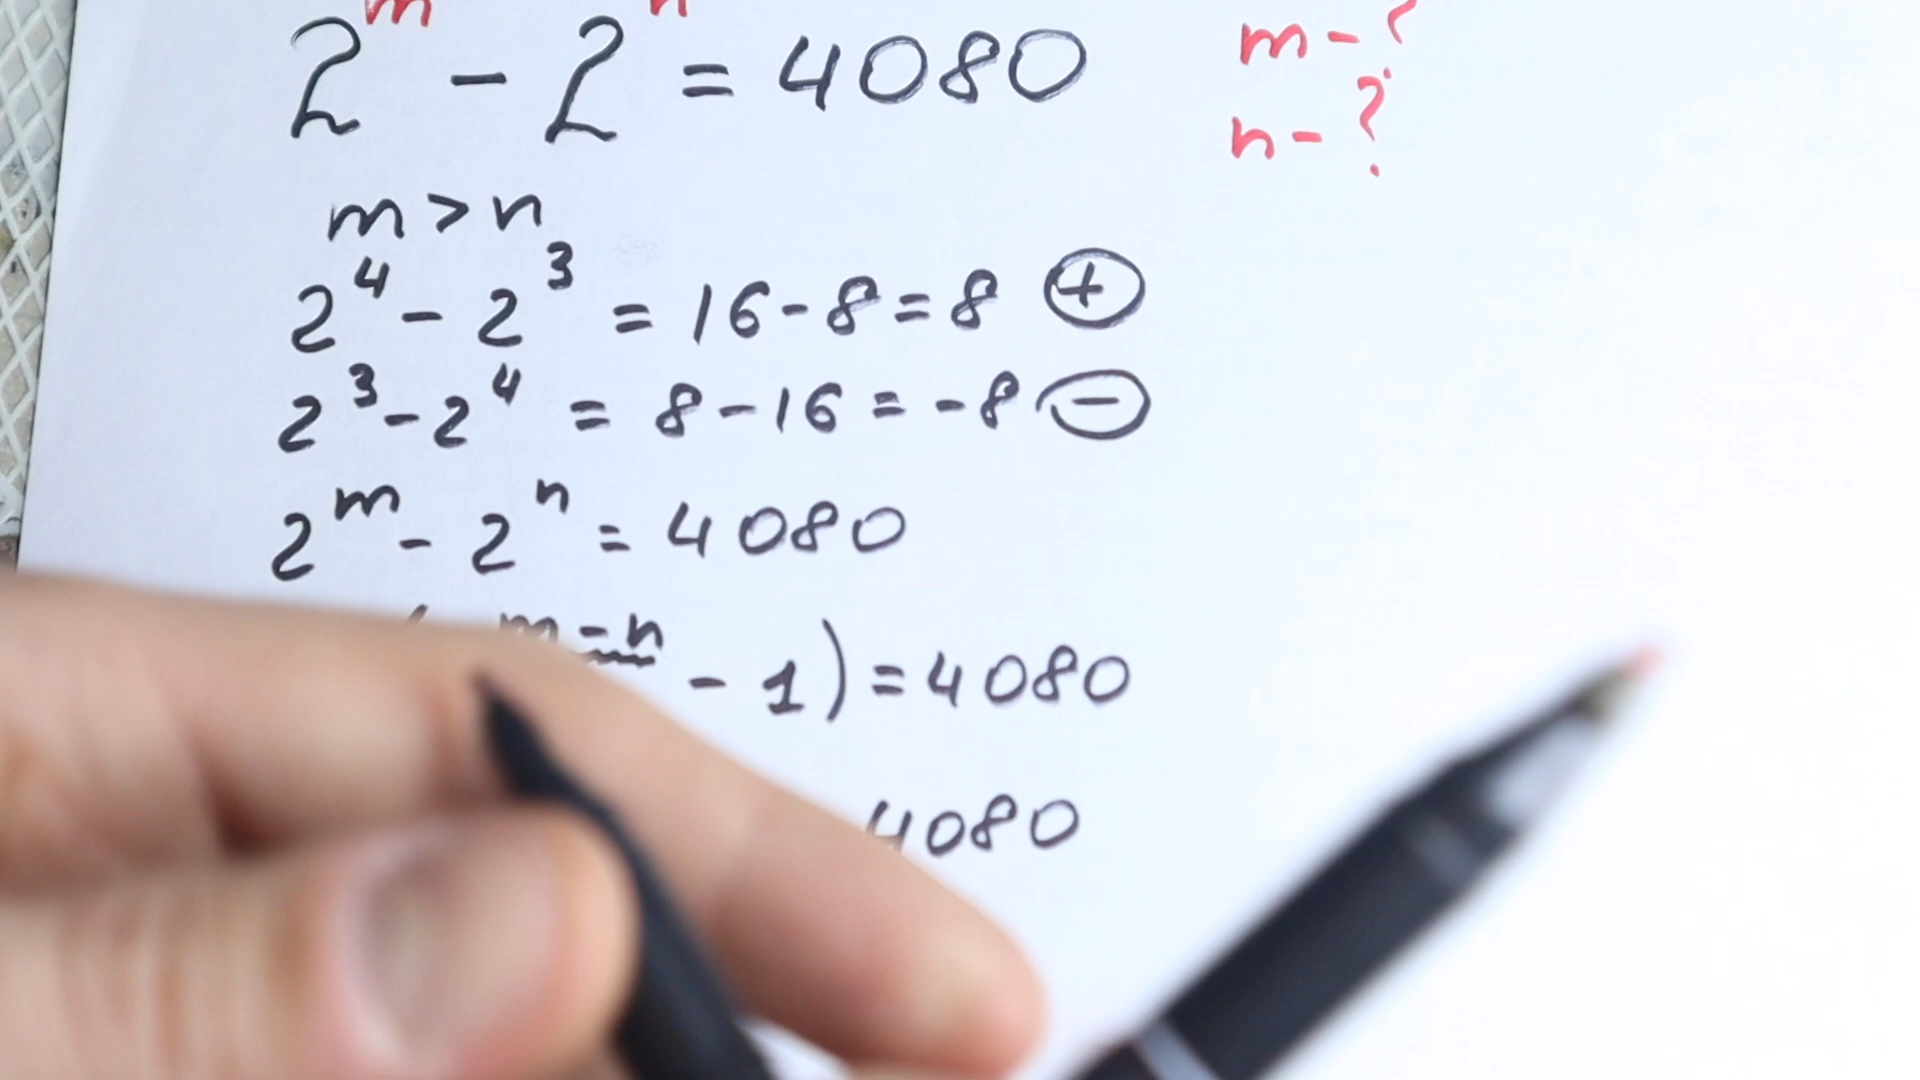 2^m - 2^n = 4080
m - ?
n - ?
m > n
2^4 - 2^3 = 16 - 8 = 8 ⊕
2^3 - 2^4 = 8 - 16 = -8 ⊖
2^m - 2^n = 4080
m - n - 1) = 4080
4080